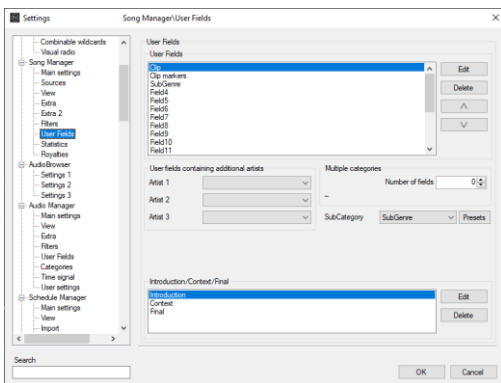 Settings
Song Manager\User Fields
Combinable wildcards
Visual radio
Song Manager
Main settings
Sources
View
Extra
Extra 2
Filters
User Fields
Statistics
Royalties
AudioBrowser
Settings 1
Settings 2
Settings 3
Audio Manager
Main settings
View
Extra
Filters
User Fields
Categories
Time signal
User settings
Schedule Manager
Main settings
View
Import
Search
User Fields
User Fields
Clip
Clip markers
SubGenre
Field4
Field5
Field6
Field7
Field8
Field9
Field10
Field11
Edit
Delete
User fields containing additional artists
Artist 1
Artist 2
Artist 3
Multiple categories
Number of fields
0
–
SubCategory
SubGenre
Presets
Introduction/Context/Final
Introduction
Context
Final
Edit
Delete
OK
Cancel